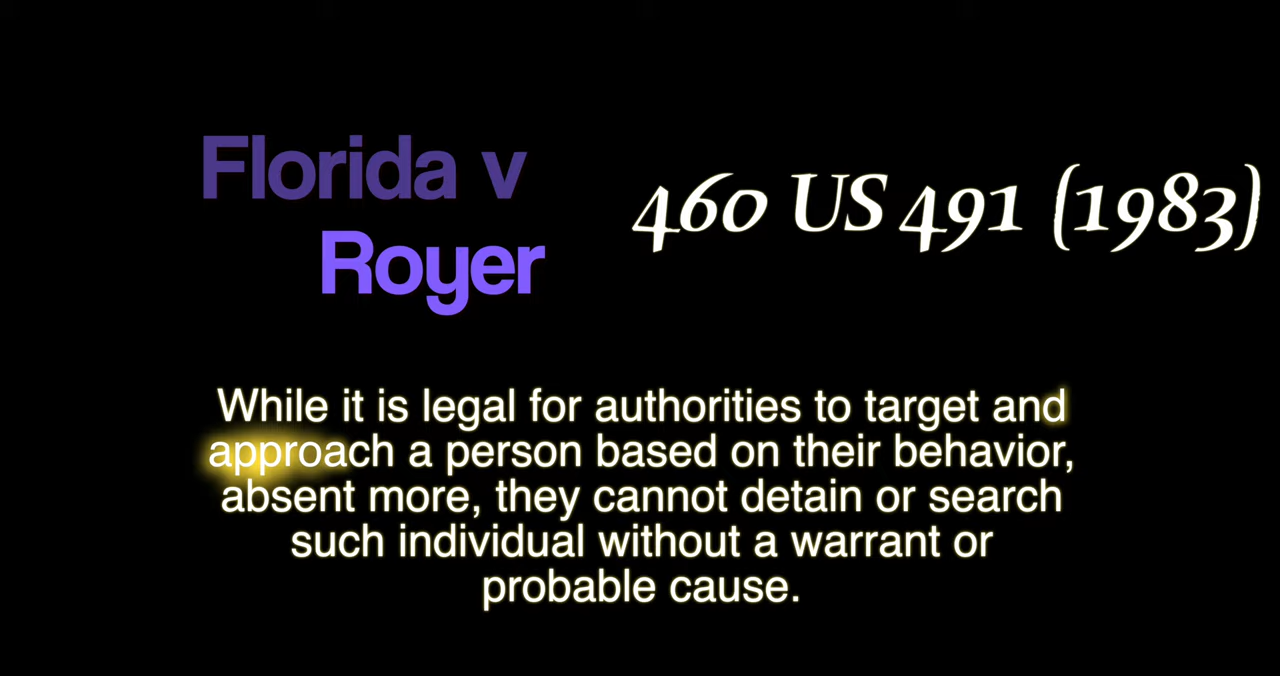 Florida v
Royer
460 US 491 (1983)
While it is legal for authorities to target and
approach a person based on their behavior,
absent more, they cannot detain or search
such individual without a warrant or
probable cause.